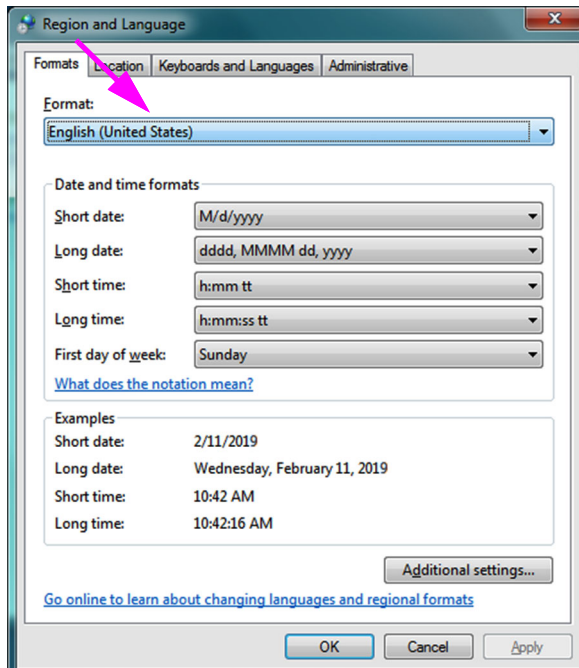 Region and Language
Formats Location Keyboards and Languages Administrative
Format:
English (United States)
Date and time formats
Short date: M/d/yyyy
Long date: dddd, MMMM dd, yyyy
Short time: h:mm tt
Long time: h:mm:ss tt
First day of week: Sunday
What does the notation mean?
Examples
Short date: 2/11/2019
Long date: Wednesday, February 11, 2019
Short time: 10:42 AM
Long time: 10:42:16 AM
Additional settings...
Go online to learn about changing languages and regional formats
OK Cancel Apply